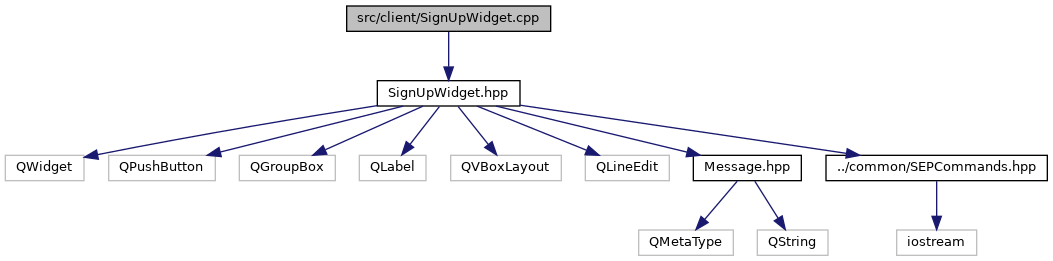 src/client/SignUpWidget.cpp
SignUpWidget.hpp
QWidget
QPushButton
QGroupBox
QLabel
QVBoxLayout
QLineEdit
Message.hpp
../common/SEPCommands.hpp
QMetaType
QString
iostream